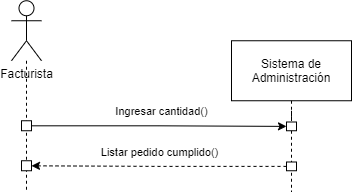 Facturista
Sistema de
Administración
Ingresar cantidad()
Listar pedido cumplido()